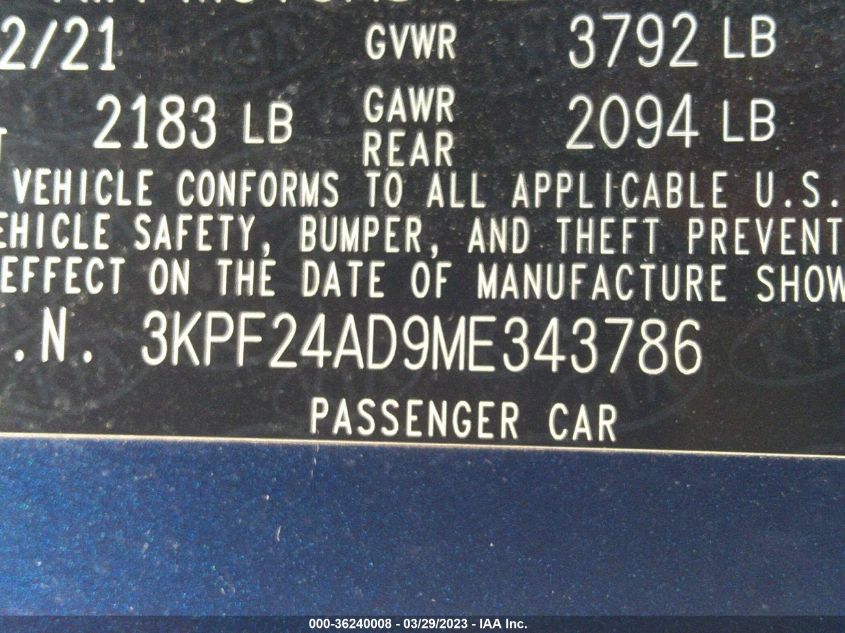 2/21 GVWR 3792 LB
2183 LB GAWR REAR 2094 LB
VEHICLE CONFORMS TO ALL APPLICABLE U.S.
EHICLE SAFETY, BUMPER, AND THEFT PREVENT
EFFECT ON THE DATE OF MANUFACTURE SHOW
.N. 3KPF24AD9ME343786
PASSENGER CAR
000-36240008 - 03/29/2023 - IAA Inc.